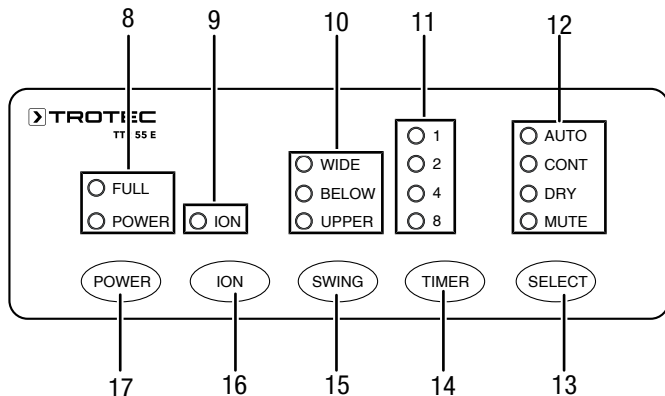 8 9 10 11 12
TROTEC
55 E
FULL
POWER
ION
WIDE
BELOW
UPPER
1
2
4
8
AUTO
CONT
DRY
MUTE
POWER ION SWING TIMER SELECT
17 16 15 14 13